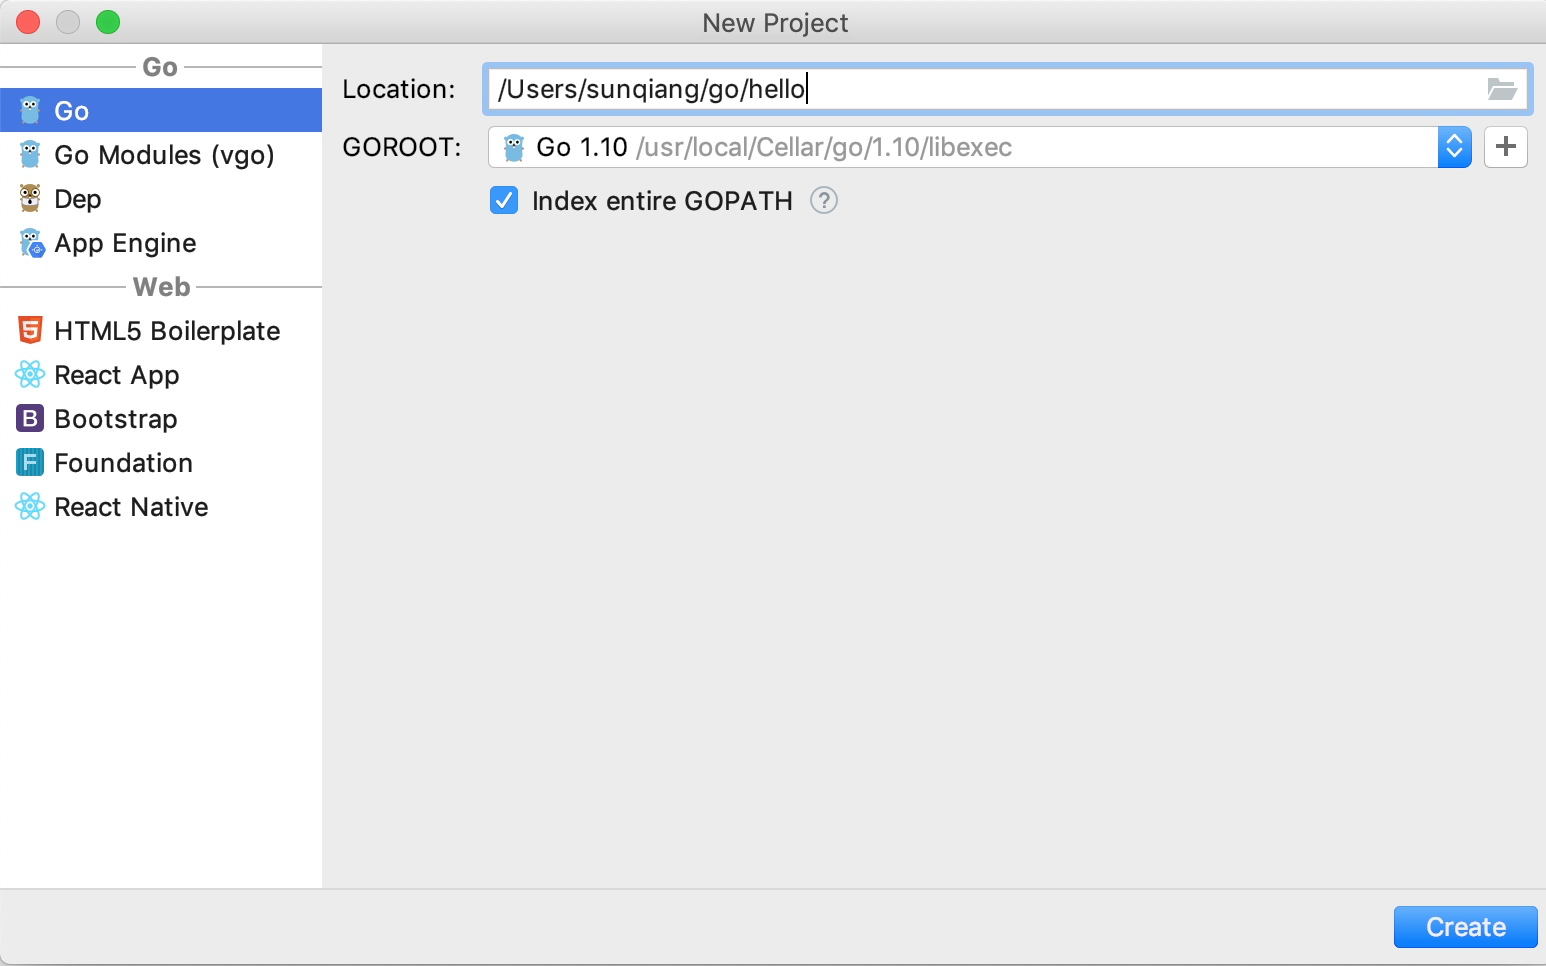 New Project
Go
Go
Go Modules (vgo)
Dep
App Engine
Web
HTML5 Boilerplate
React App
Bootstrap
Foundation
React Native
Location: /Users/sunqiang/go/hello
GOROOT: Go 1.10 /usr/local/Cellar/go/1.10/libexec
Index entire GOPATH ?
Create